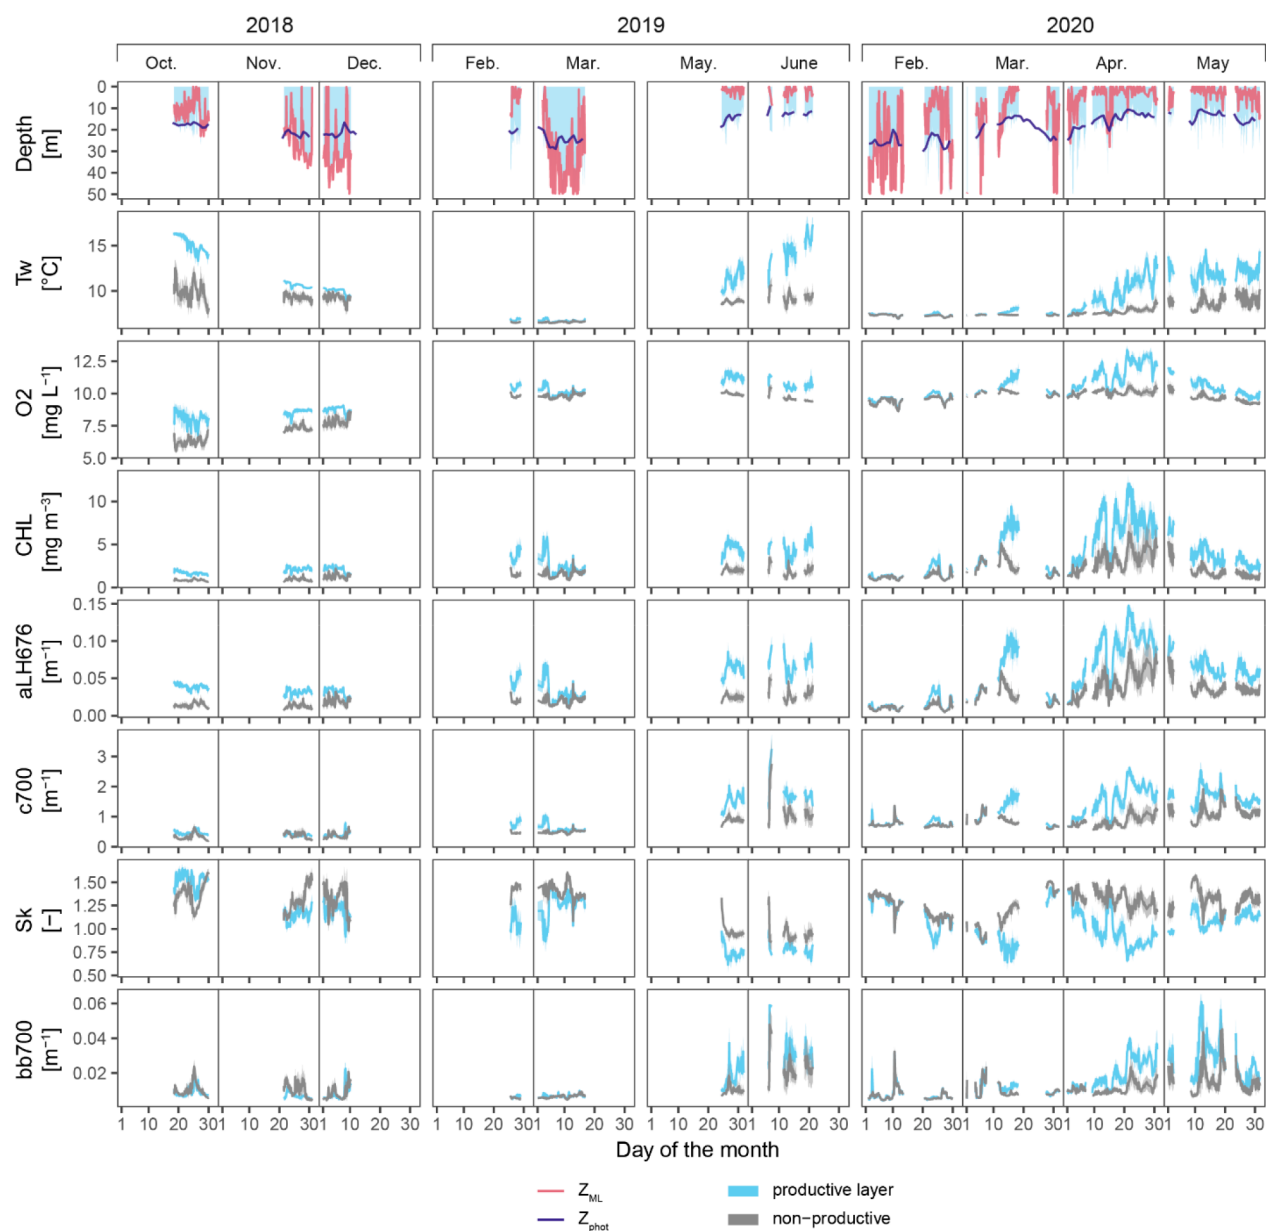 2018 2019 2020
Oct. Nov. Dec. Feb. Mar. May. June Feb. Mar. Apr. May
Depth
[m]
0
10
20
30
40
50
Tw
[°C]
15
10
O2
[mg L⁻¹]
12.5
10.0
7.5
5.0
CHL
[mg m⁻³]
10
5
0
aLH676
[m⁻¹]
0.15
0.10
0.05
0.00
c700
[m⁻¹]
3
2
1
0
Sk
[−]
1.50
1.25
1.00
0.75
0.50
bb700
[m⁻¹]
0.06
0.04
0.02
1 10 20 301 10 20 301 10 20 30 1 10 20 301 10 20 30 1 10 20 301 10 20 30 1 10 20 301 10 20 301 10 20 301 10 20 30
Day of the month
Z_ML productive layer
Z_phot non−productive